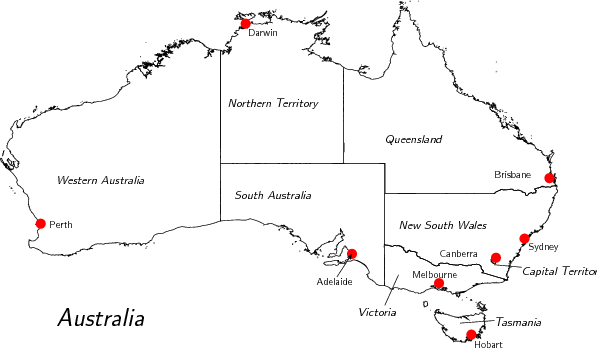 Darwin
Northern Territory
Queensland
Western Australia
Brisbane
South Australia
Perth
New South Wales
Sydney
Canberra
Capital Territor
Melbourne
Adelaide
Victoria
Australia
Tasmania
Hobart